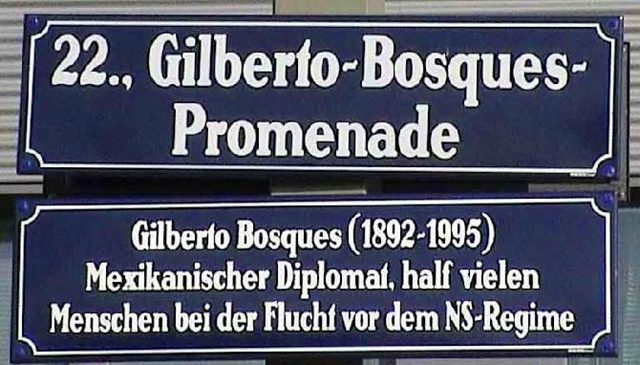 22., Gilberto-Bosques-
Promenade
Gilberto Bosques (1892-1995)
Mexikanischer Diplomat, half vielen
Menschen bei der Flucht vor dem NS-Regime